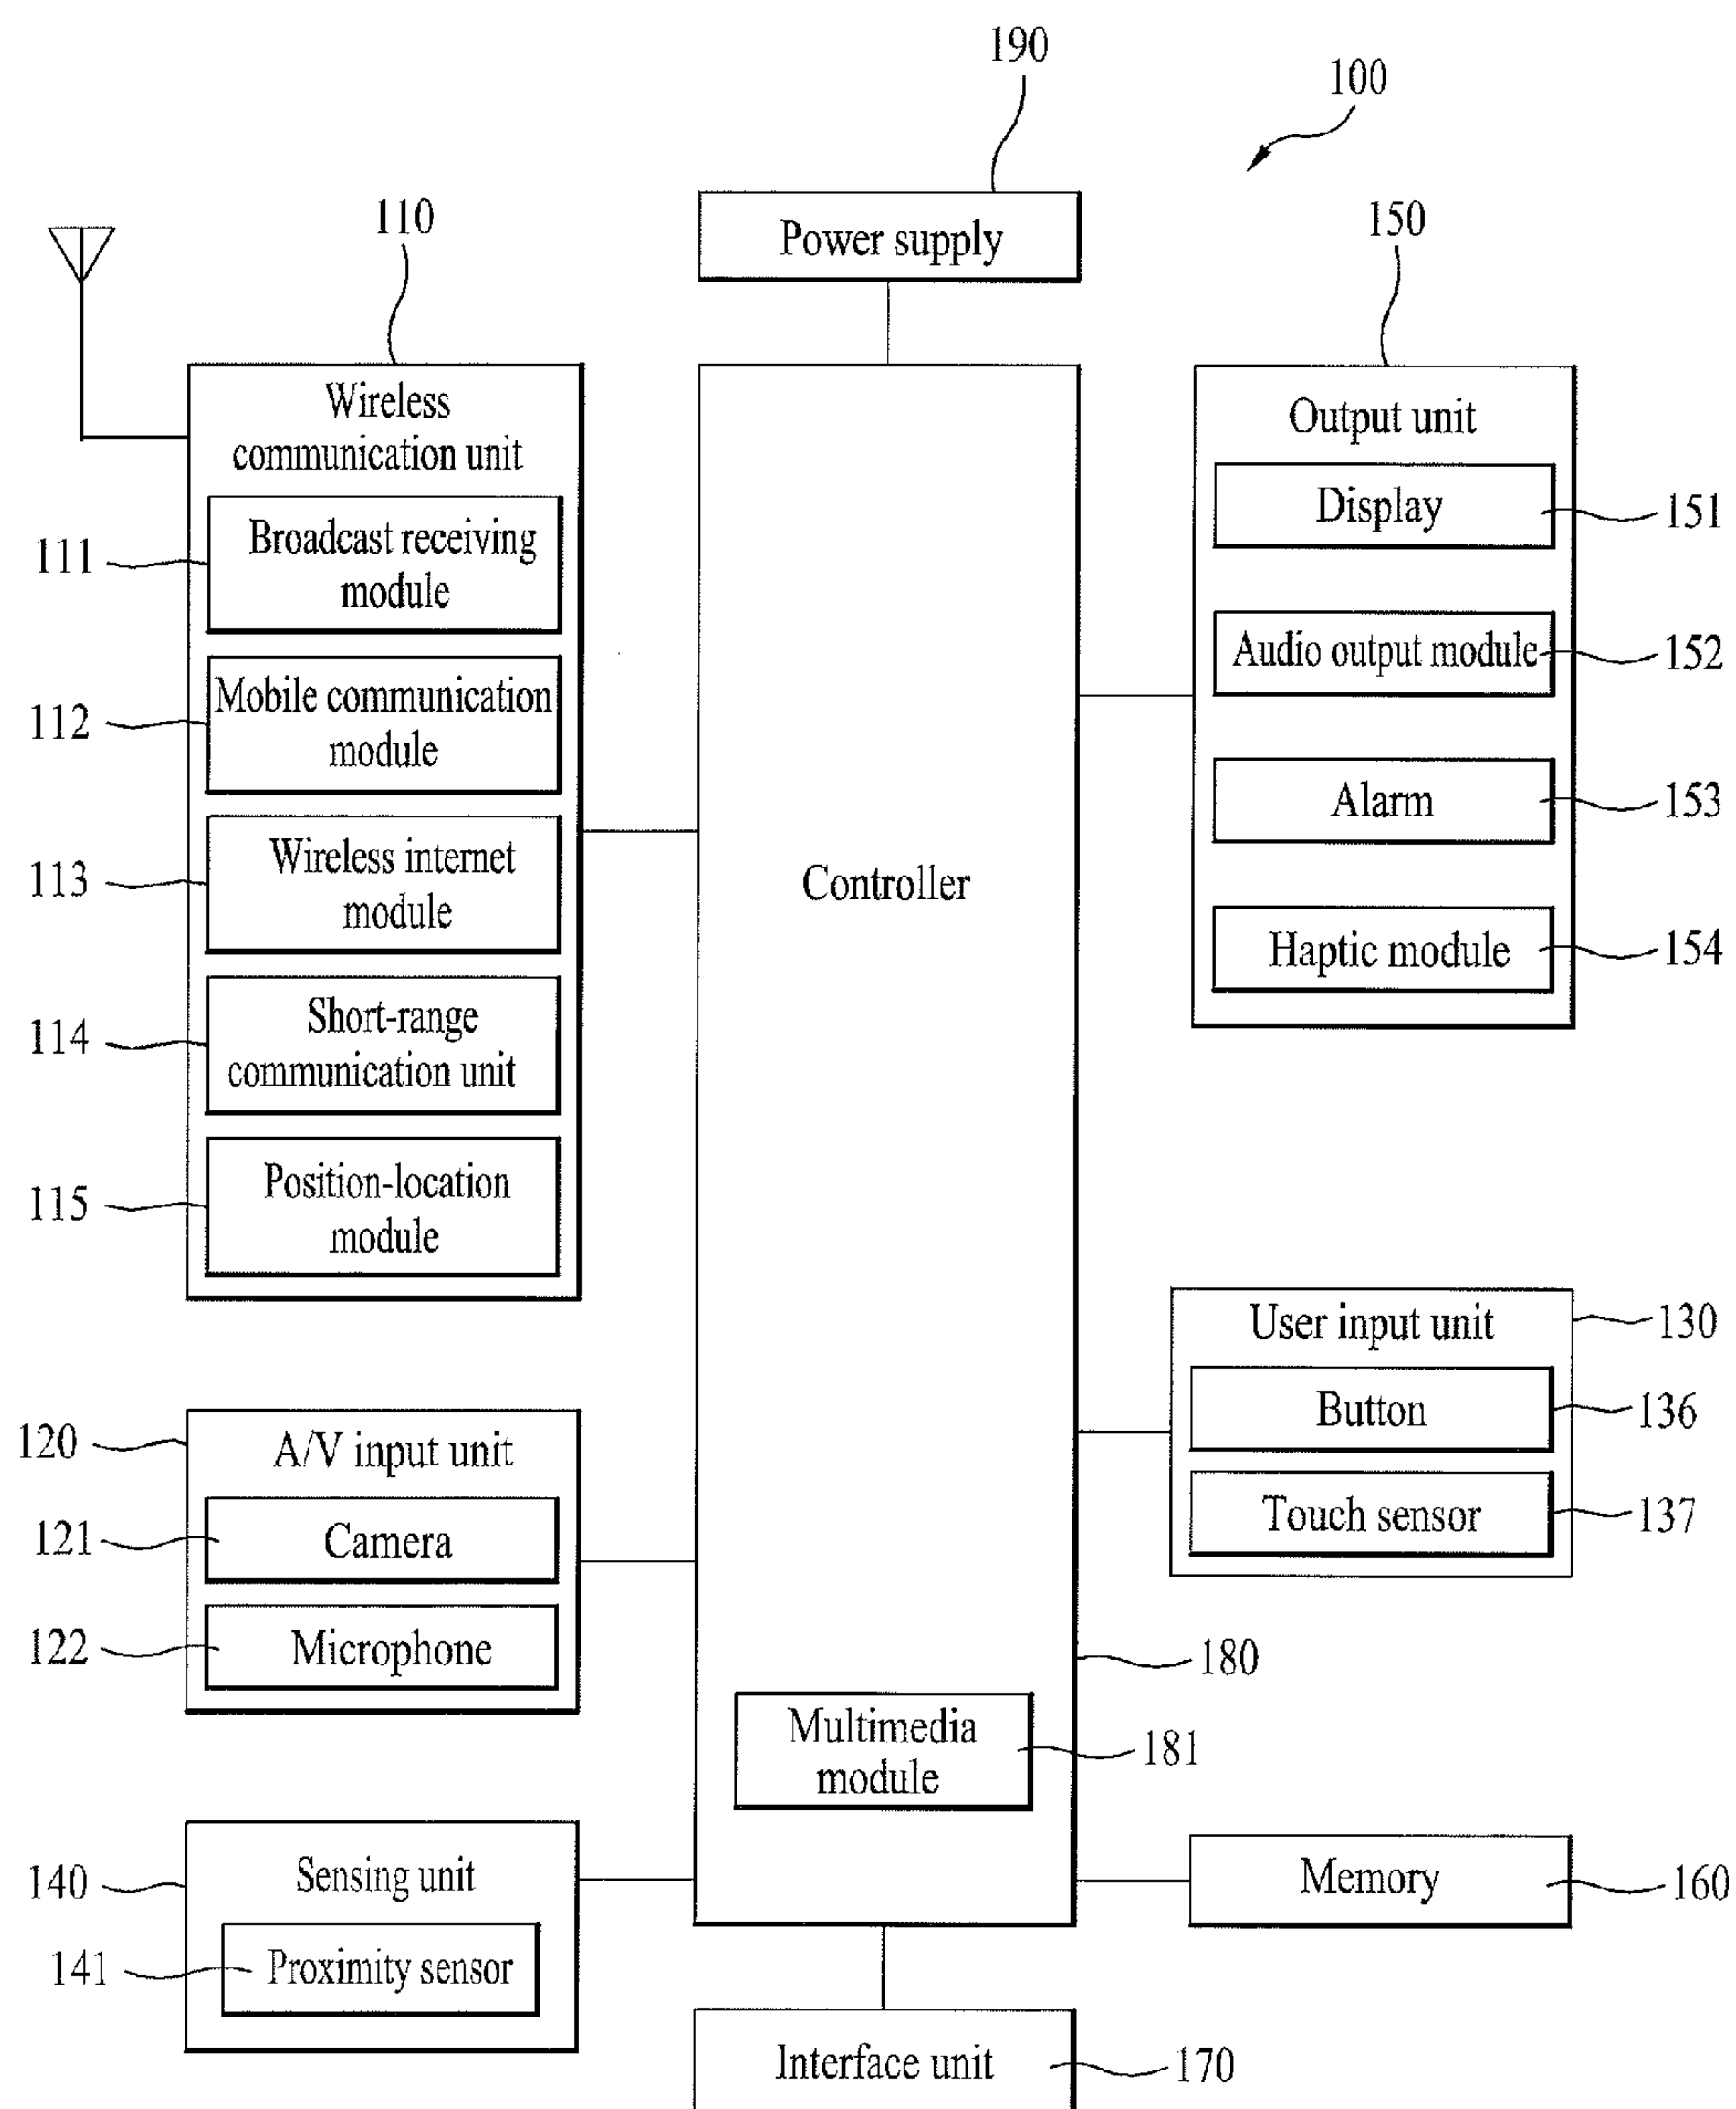 190
100
Power supply
110
Wireless
communication unit
111
Broadcast receiving
module
112
Mobile communication
module
113
Wireless internet
module
114
Short-range
communication unit
115
Position-location
module
120
A/V input unit
121
Camera
122
Microphone
140
Sensing unit
141
Proximity sensor
Controller
180
Multimedia
module
181
150
Output unit
Display
151
Audio output module
152
Alarm
153
Haptic module
154
User input unit
130
Button
136
Touch sensor
137
Memory
160
Interface unit
170